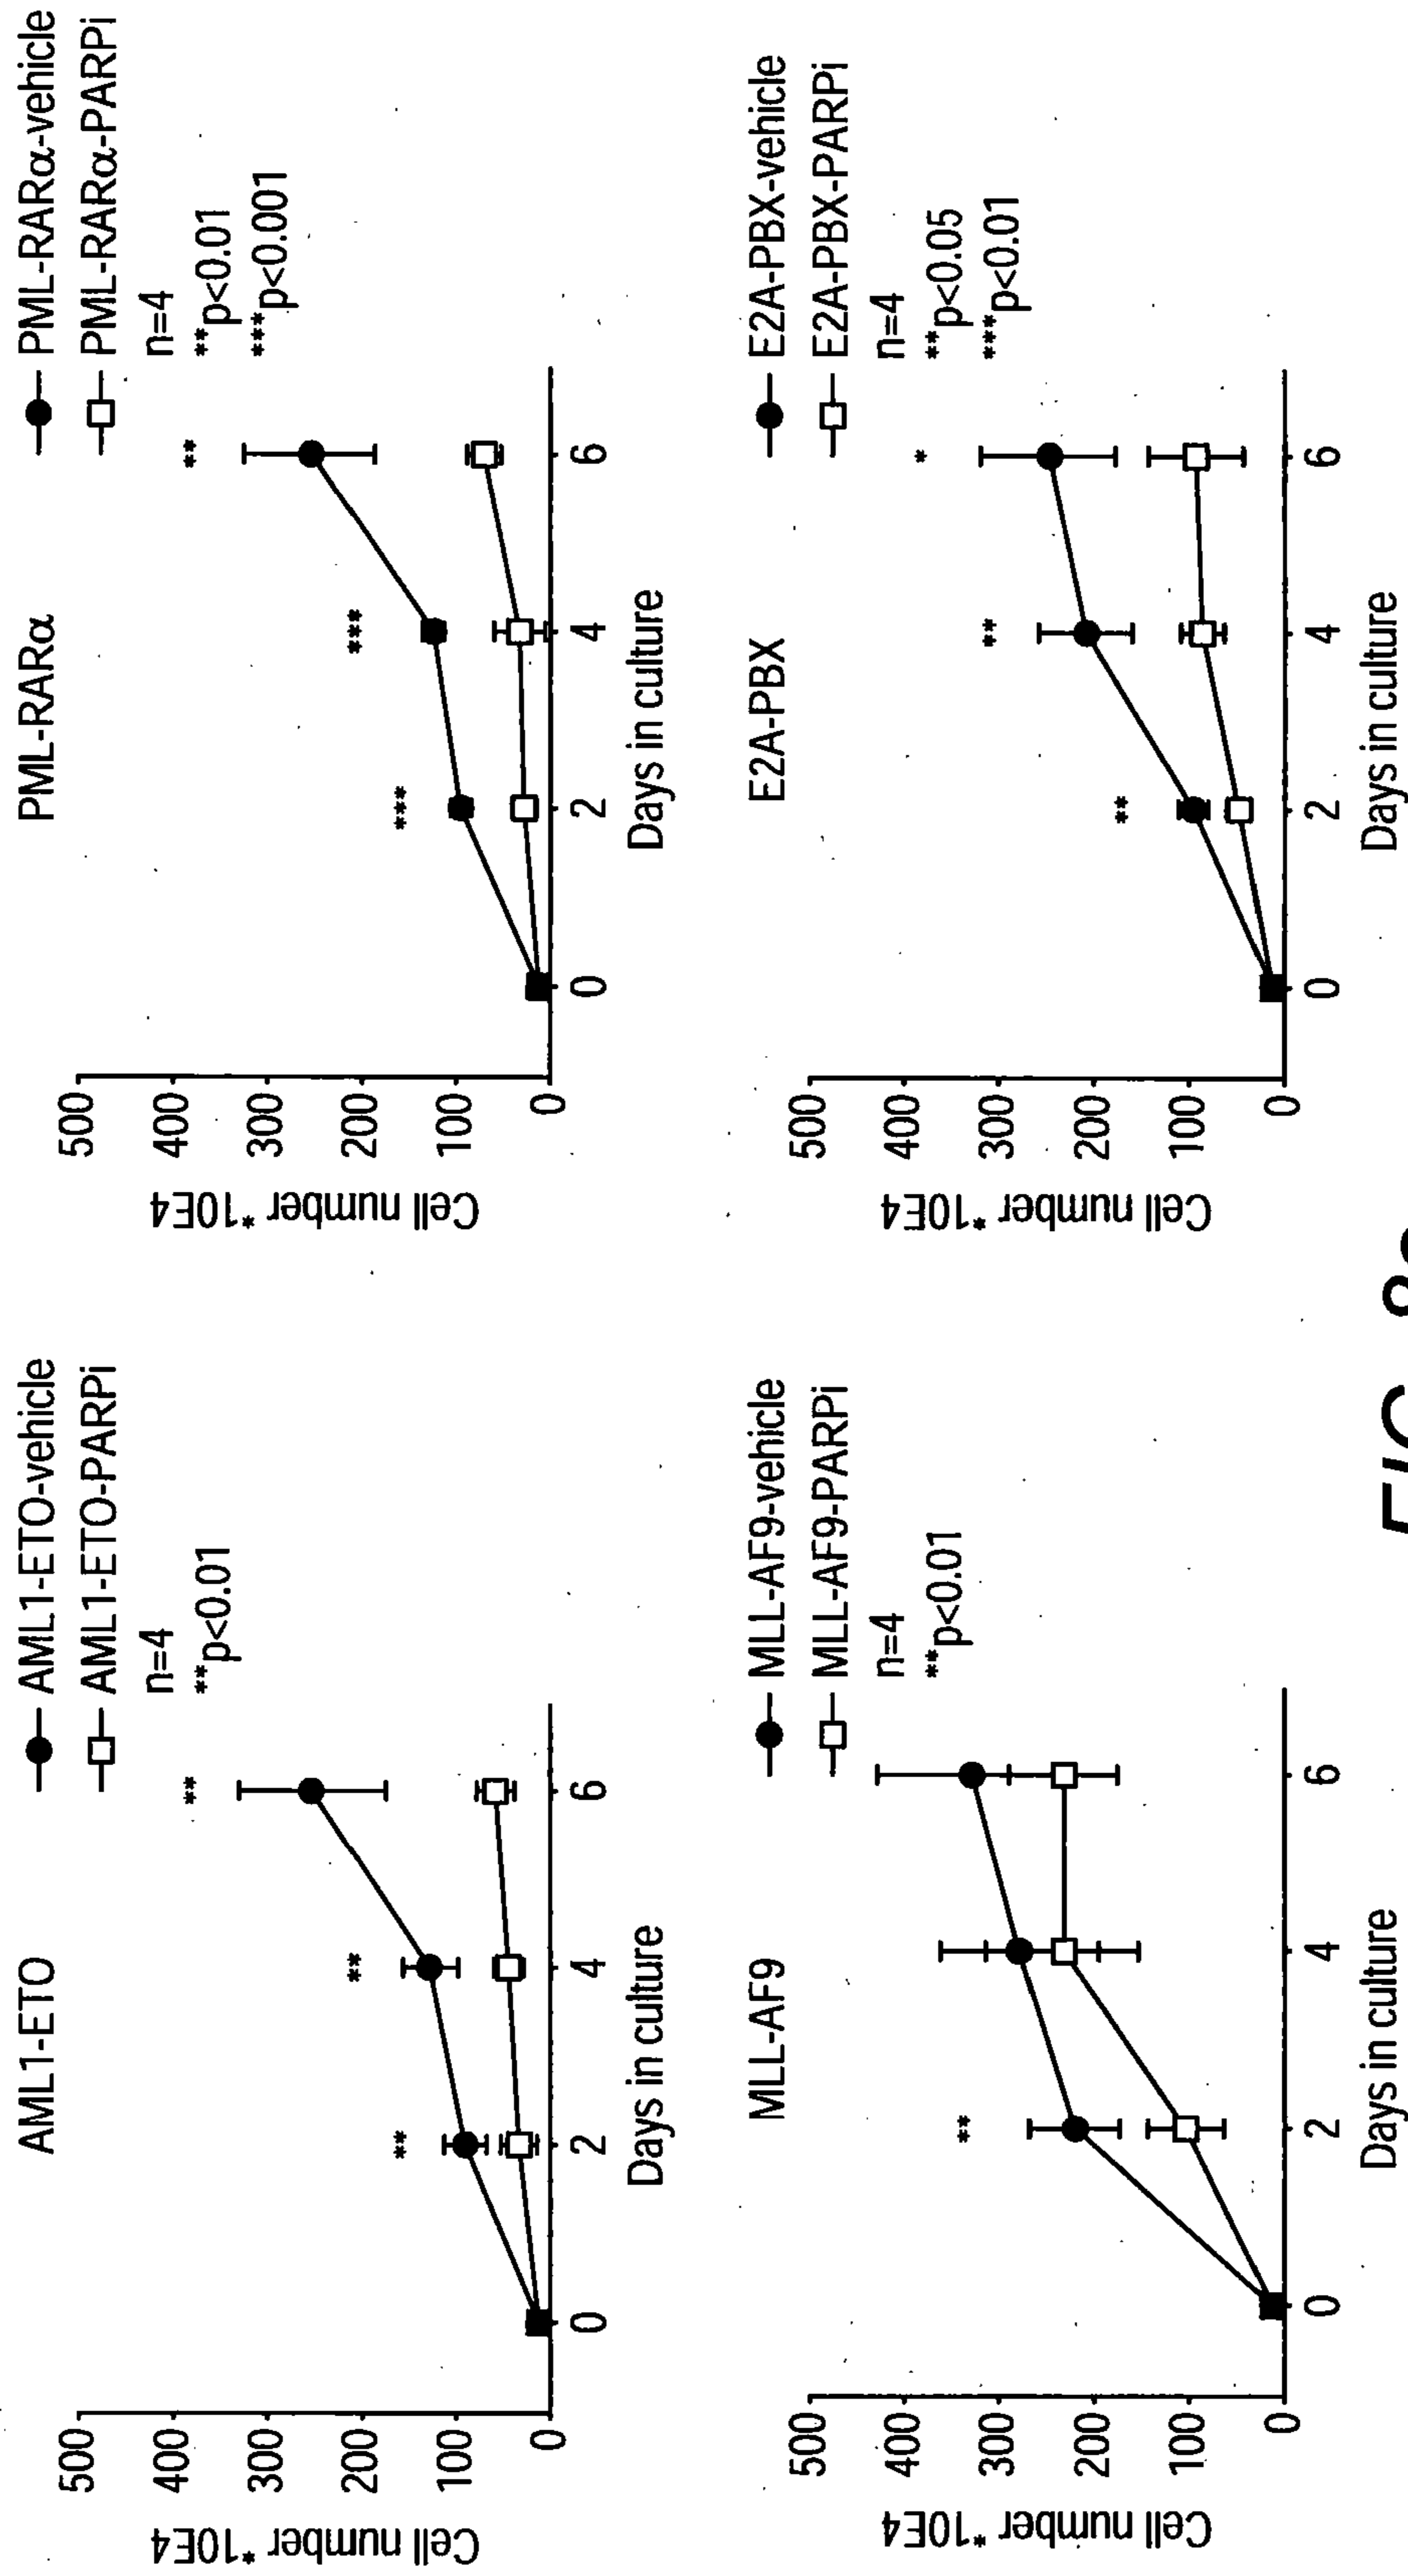 AML1-ETO
AML1-ETO-vehicle
AML1-ETO-PARPi
n=4
**p<0.01
**
**
**
500
400
300
200
100
0
Cell number *10E4
0
2
4
6
Days in culture
PML-RARα
PML-RARα-vehicle
PML-RARα-PARPi
n=4
**p<0.01
***p<0.001
***
***
**
500
400
300
200
100
0
Cell number *10E4
0
2
4
6
Days in culture
MLL-AF9
MLL-AF9-vehicle
MLL-AF9-PARPi
n=4
**p<0.01
**
500
400
300
200
100
0
Cell number *10E4
0
2
4
6
Days in culture
E2A-PBX
E2A-PBX-vehicle
E2A-PBX-PARPi
n=4
**p<0.05
***p<0.01
**
**
*
500
400
300
200
100
0
Cell number *10E4
0
2
4
6
Days in culture
FIG.